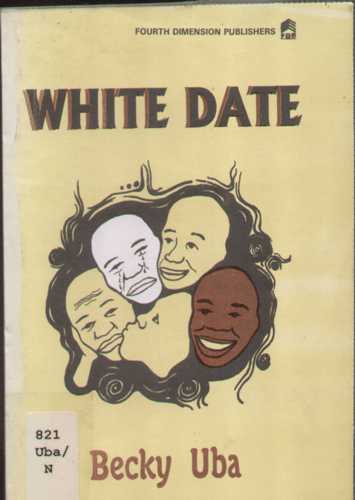 FOURTH DIMENSION PUBLISHERS
FDP
WHITE DATE
821
Uba/
N
Becky Uba